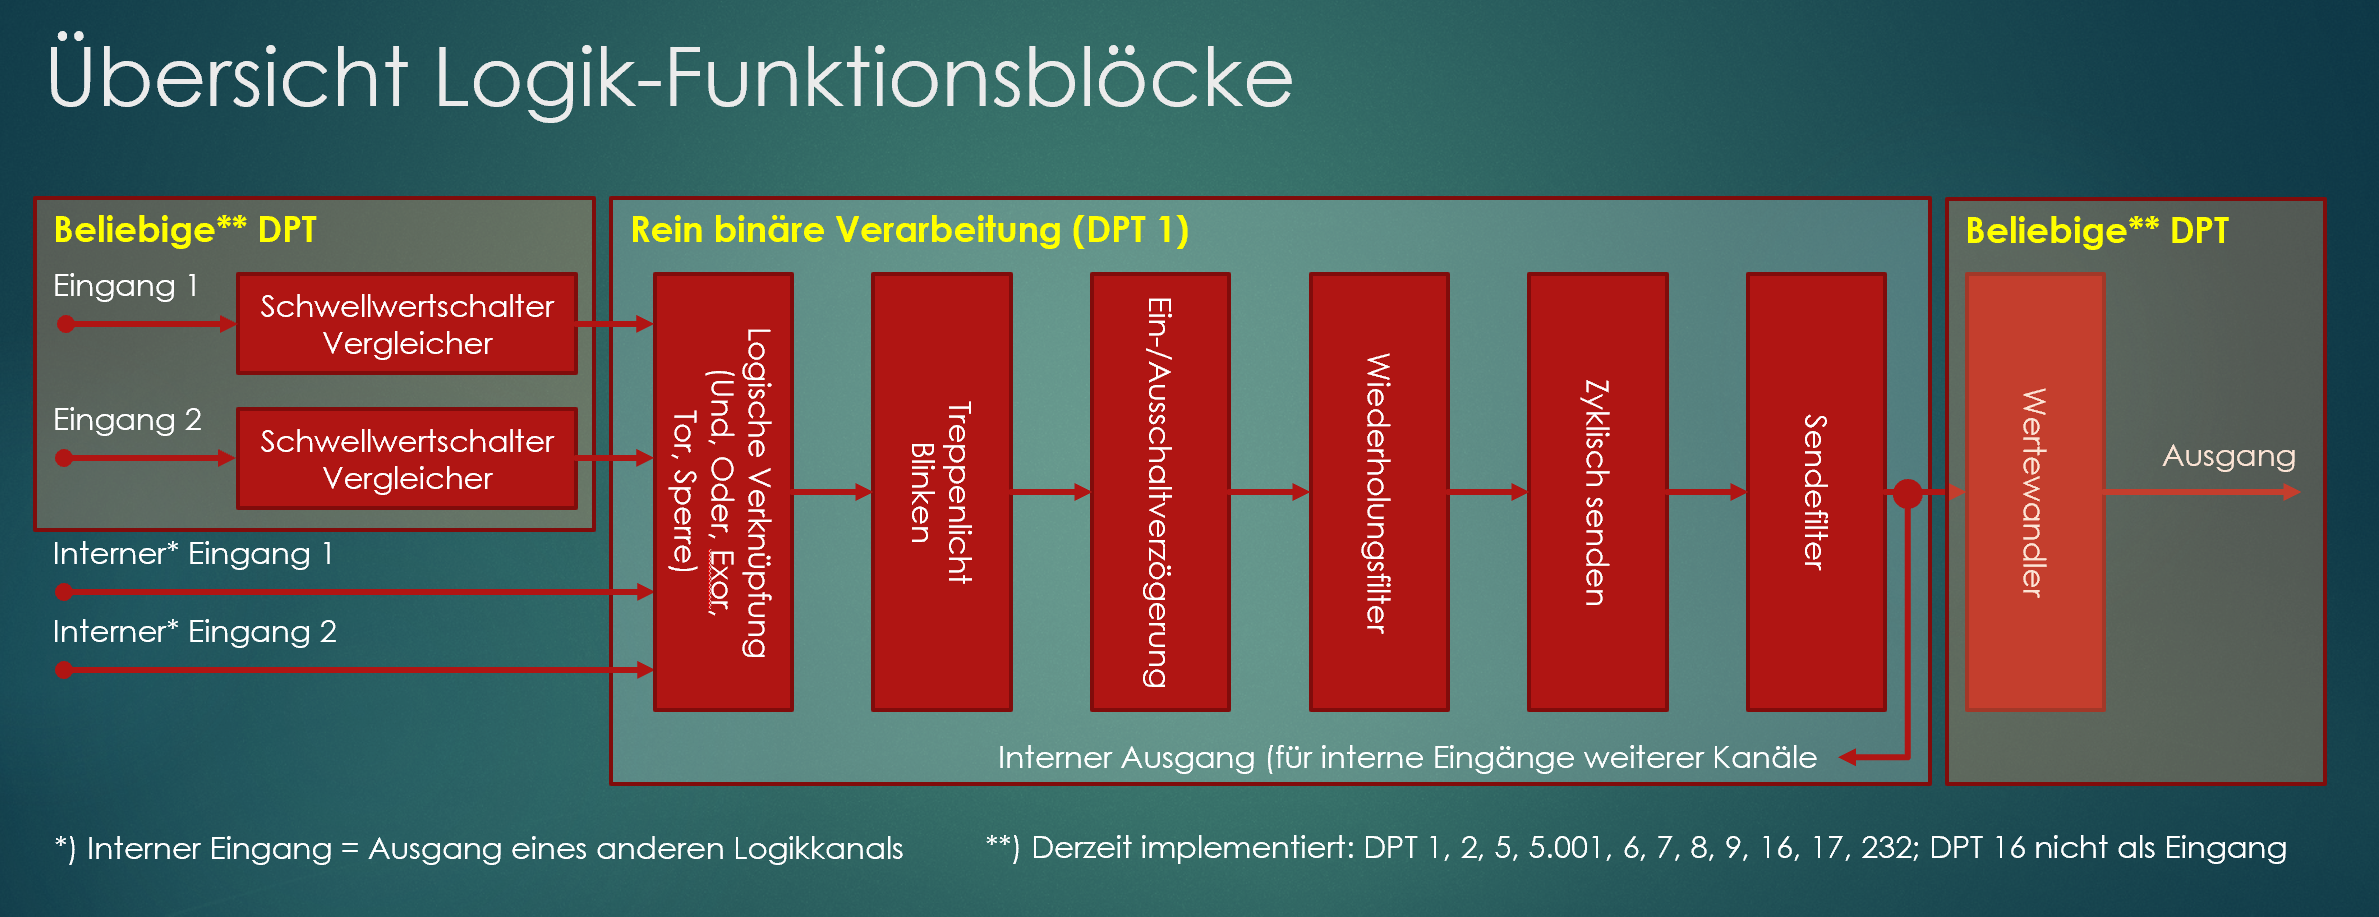 Übersicht Logik-Funktionsblöcke
Beliebige** DPT
Eingang 1
Schwellwertschalter
Vergleicher
Eingang 2
Schwellwertschalter
Vergleicher
Interner* Eingang 1
Interner* Eingang 2
Rein binäre Verarbeitung (DPT 1)
Logische Verknüpfung
(Und, Oder, Exor,
Tor, Sperre)
Treppenlicht
Blinken
Ein-/Ausschaltverzögerung
Wiederholungsfilter
Zyklisch senden
Sendefilter
Interner Ausgang (für interne Eingänge weiterer Kanäle
Beliebige** DPT
Wertewandler
Ausgang
*) Interner Eingang = Ausgang eines anderen Logikkanals
**) Derzeit implementiert: DPT 1, 2, 5, 5.001, 6, 7, 8, 9, 16, 17, 232; DPT 16 nicht als Eingang